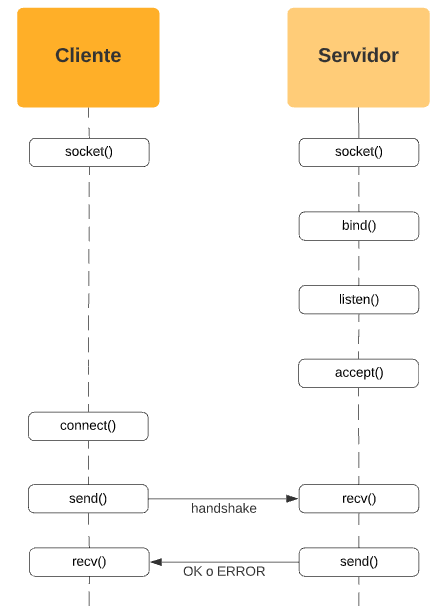 Cliente
Servidor
socket()
socket()
bind()
listen()
accept()
connect()
send()
handshake
recv()
recv()
OK o ERROR
send()